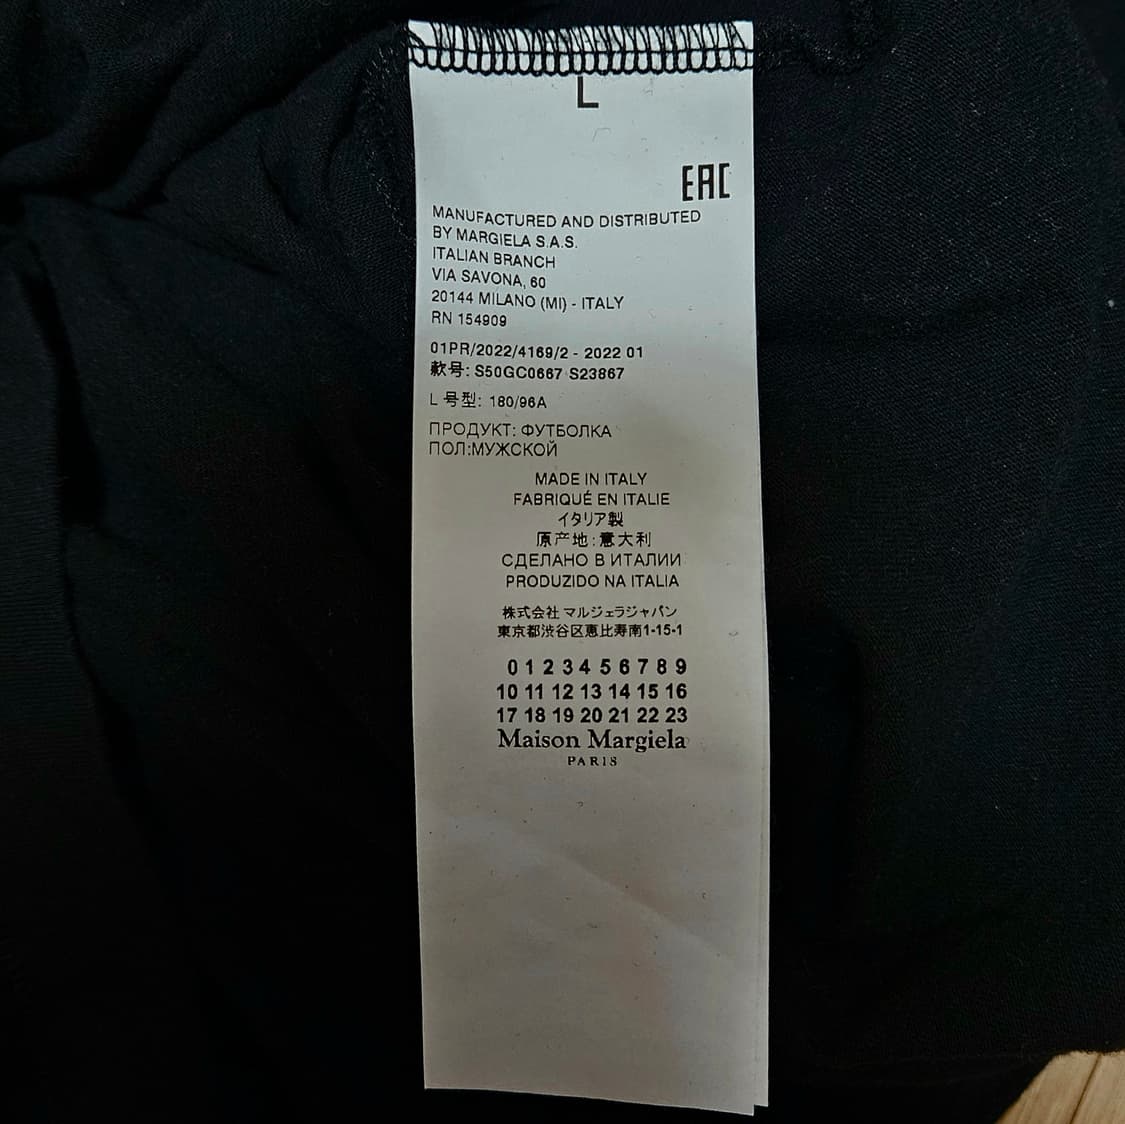 L
EAC
MANUFACTURED AND DISTRIBUTED
BY MARGIELA S.A.S.
ITALIAN BRANCH
VIA SAVONA, 60
20144 MILANO (MI) - ITALY
RN 154909
01PR/2022/4169/2 - 2022 01
款号: S50GC0667 S23867
L 号型: 180/96A
ПРОДУКТ: ФУТБОЛКА
ПОЛ:МУЖСКОЙ
MADE IN ITALY
FABRIQUÉ EN ITALIE
イタリア製
原产地:意大利
СДЕЛАНО В ИТАЛИИ
PRODUZIDO NA ITALIA
株式会社 マルジェラジャパン
東京都渋谷区恵比寿南1-15-1
0 1 2 3 4 5 6 7 8 9
10 11 12 13 14 15 16
17 18 19 20 21 22 23
Maison Margiela
PARIS